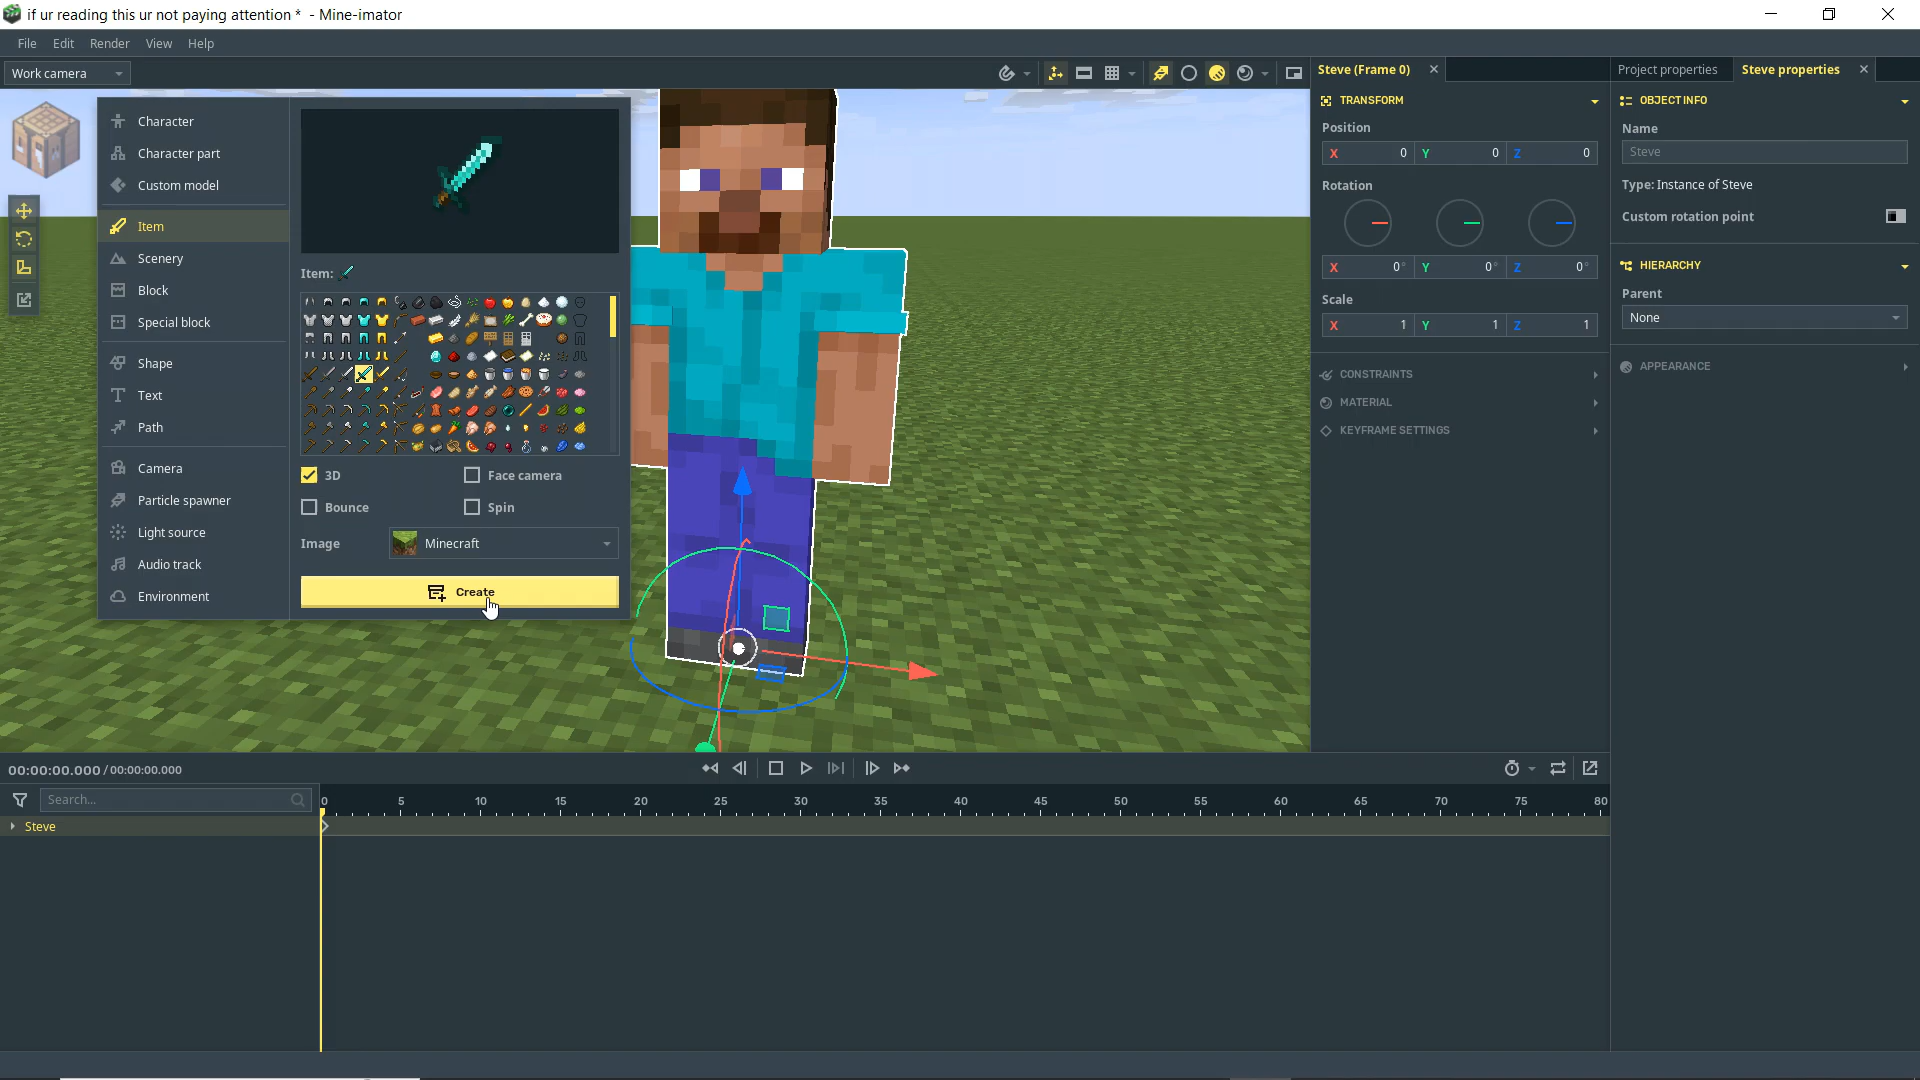 if ur reading this ur not paying attention * - Mine-imator
File Edit Render View Help
Work camera
Steve (Frame 0)
Project properties
Steve properties
Character
Character part
Custom model
Item
Scenery
Block
Special block
Shape
Text
Path
Camera
Particle spawner
Light source
Audio track
Environment
Item:
3D
Face camera
Bounce
Spin
Image
Minecraft
Create
TRANSFORM
Position
X 0 Y 0 Z 0
Rotation
X 0° Y 0° Z 0°
Scale
X 1 Y 1 Z 1
CONSTRAINTS
MATERIAL
KEYFRAME SETTINGS
OBJECT INFO
Name
Steve
Type: Instance of Steve
Custom rotation point
HIERARCHY
Parent
None
APPEARANCE
00:00:00.000 / 00:00:00.000
Search...
0 5 10 15 20 25 30 35 40 45 50 55 60 65 70 75 80
Steve